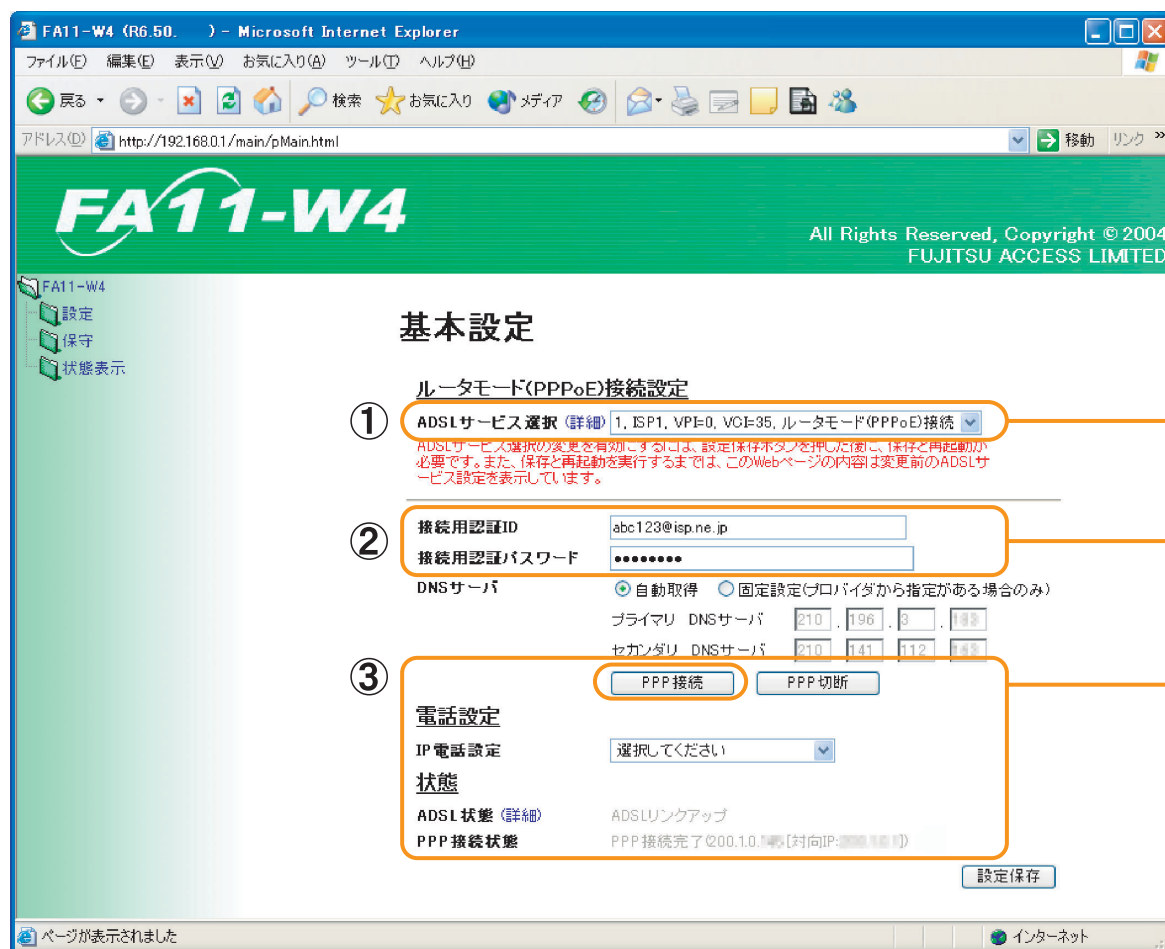 FA11-W4 (R6.50. ) - Microsoft Internet Explorer
ファイル(F) 編集(E) 表示(V) お気に入り(A) ツール(T) ヘルプ(H)
戻る 検索 お気に入り メディア
アドレス(D) http://192.168.0.1/main/pMain.html 移動 リンク »
FA11-W4
All Rights Reserved, Copyright © 2004
FUJITSU ACCESS LIMITED
FA11-W4
設定
保守
状態表示
基本設定
ルータモード(PPPoE)接続設定
① ADSLサービス選択 (詳細) 1, ISP1, VPI=0, VCI=35, ルータモード(PPPoE)接続
ADSLサービス選択の変更を有効にするには、設定保存ボタンを押した後に、保存と再起動が
必要です。また、保存と再起動を実行するまでは、このWebページの内容は変更前のADSLサ
ービス設定を表示しています。
② 接続用認証ID abc123@isp.ne.jp
接続用認証パスワード ●●●●●●●●
DNSサーバ 自動取得 固定設定(プロバイダから指定がある場合のみ)
プライマリ DNSサーバ 210 . 196 . 3 .
セカンダリ DNSサーバ 210 141 112
③ PPP接続 PPP切断
電話設定
IP電話設定 選択してください
状態
ADSL状態 (詳細) ADSLリンクアップ
PPP接続状態 PPP接続完了(200.1.0. [対向IP: ])
設定保存
ページが表示されました インターネット